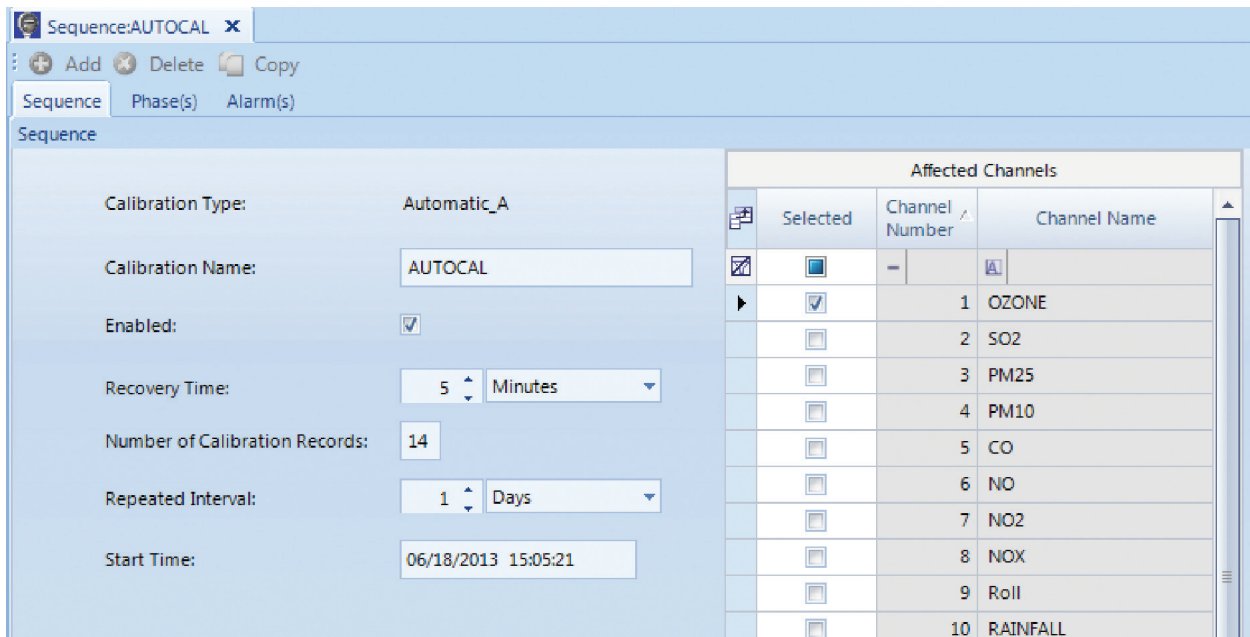 Sequence:AUTOCAL X
Add Delete Copy
Sequence Phase(s) Alarm(s)
Sequence
Calibration Type: Automatic_A
Calibration Name: AUTOCAL
Enabled:
Recovery Time: 5 Minutes
Number of Calibration Records: 14
Repeated Interval: 1 Days
Start Time: 06/18/2013 15:05:21
Affected Channels
Selected Channel Number Channel Name
A
1 OZONE
2 SO2
3 PM25
4 PM10
5 CO
6 NO
7 NO2
8 NOX
9 Roll
10 RAINFALL